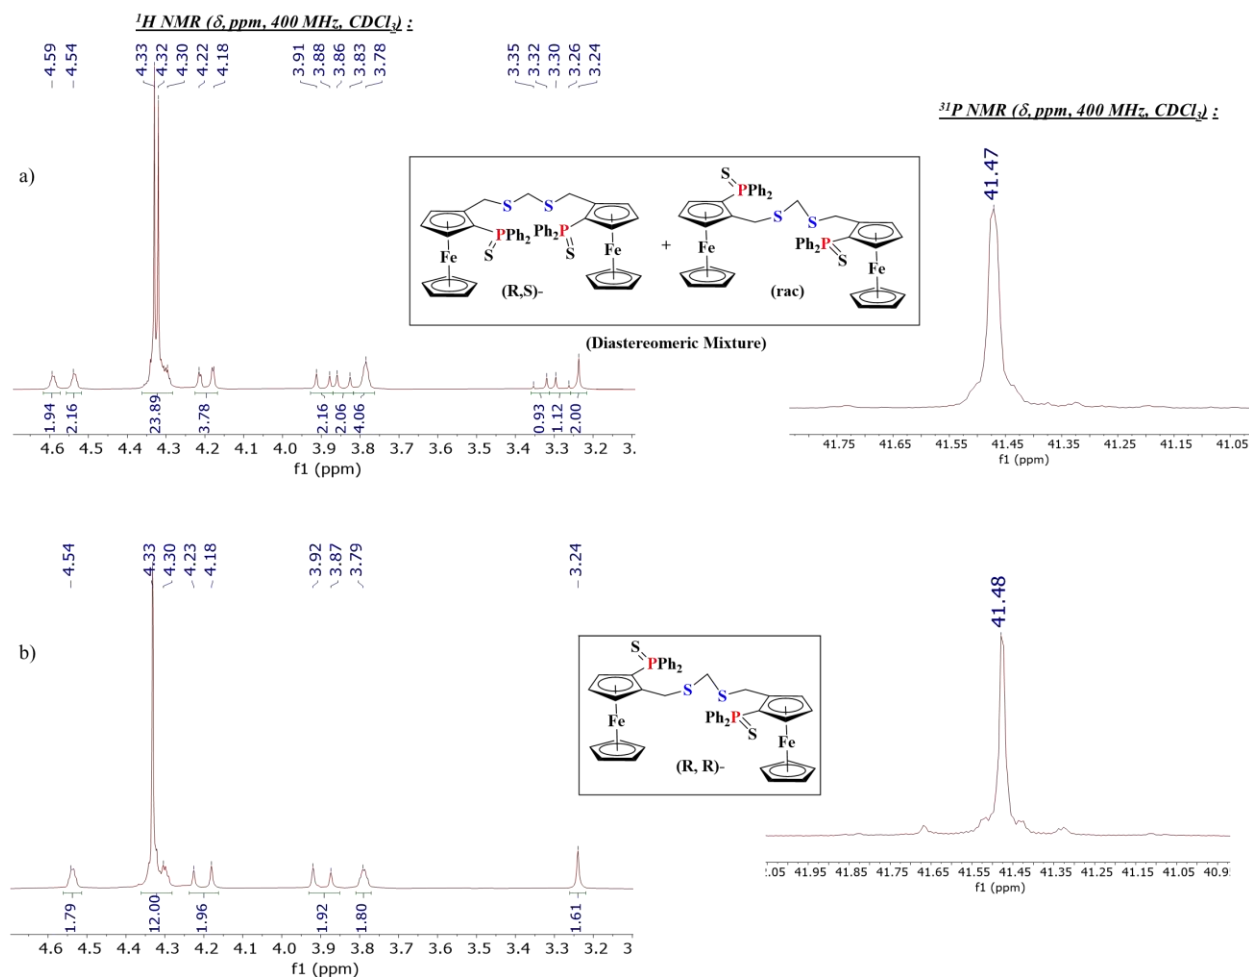 ¹H NMR (δ, ppm, 400 MHz, CDCl₃) :
4.59 4.54 4.33 4.32 4.30 4.22 4.18 3.91 3.88 3.86 3.83 3.78 3.35 3.32 3.30 3.26 3.24
³¹P NMR (δ, ppm, 400 MHz, CDCl₃) :
a)
41.47
S
PPh₂
S S
S S
PPh₂ Ph₂P
S S
Ph₂P
S
Fe Fe
+
Fe
Fe
(R,S)-
(rac)
(Diastereomeric Mixture)
1.94 2.16 23.89 3.78 2.16 2.06 4.06 0.93 1.12 2.00
4.6 4.5 4.4 4.3 4.2 4.1 4.0 3.9 3.8 3.7 3.6 3.5 3.4 3.3 3.2 3.
f1 (ppm)
41.75 41.65 41.55 41.45 41.35 41.25 41.15 41.05
f1 (ppm)
4.54 4.33 4.30 4.23 4.18 3.92 3.87 3.79 3.24
41.48
b)
S
PPh₂
S S
Ph₂P
S
Fe
Fe
(R, R)-
1.79 12.00 1.96 1.92 1.80 1.61
4.6 4.5 4.4 4.3 4.2 4.1 4.0 3.9 3.8 3.7 3.6 3.5 3.4 3.3 3.2 3
f1 (ppm)
!.05 41.95 41.85 41.75 41.65 41.55 41.45 41.35 41.25 41.15 41.05 40.9!
f1 (ppm)